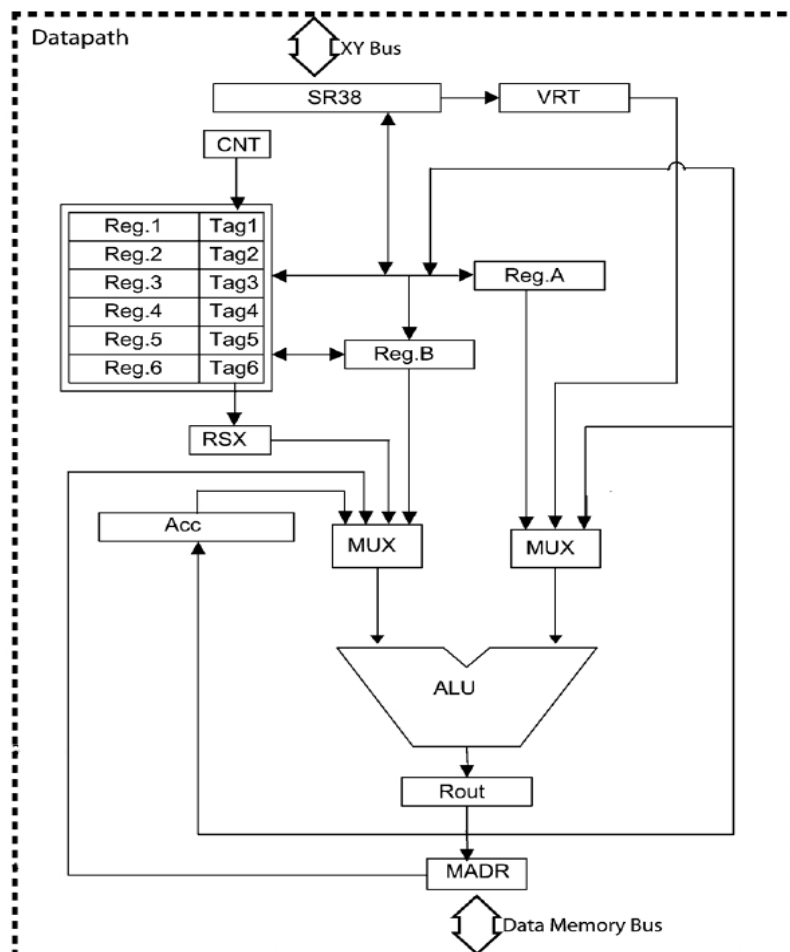 Datapath
XY Bus
SR38
VRT
CNT
Reg.1 Tag1
Reg.2 Tag2
Reg.3 Tag3
Reg.4 Tag4
Reg.5 Tag5
Reg.6 Tag6
Reg.A
Reg.B
RSX
Acc
MUX
MUX
ALU
Rout
MADR
Data Memory Bus